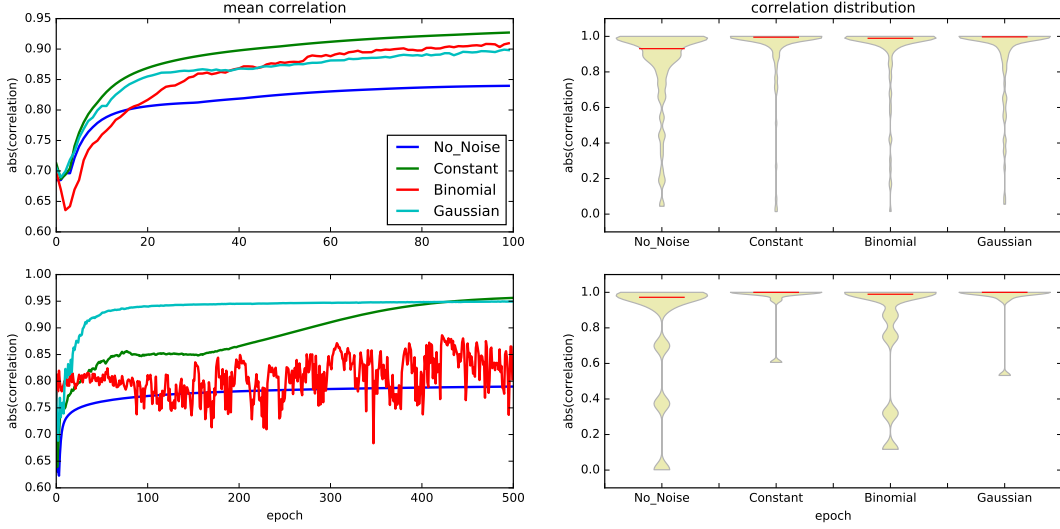 mean correlation
abs(correlation)
0.95
0.90
0.85
0.80
0.75
0.70
0.65
0.60
0 20 40 60 80 100
No_Noise
Constant
Binomial
Gaussian
correlation distribution
abs(correlation)
1.0
0.8
0.6
0.4
0.2
0.0
No_Noise Constant Binomial Gaussian
abs(correlation)
1.00
0.95
0.90
0.85
0.80
0.75
0.70
0.65
0.60
0 100 200 300 400 500
epoch
abs(correlation)
1.0
0.8
0.6
0.4
0.2
0.0
No_Noise Constant Binomial Gaussian
epoch